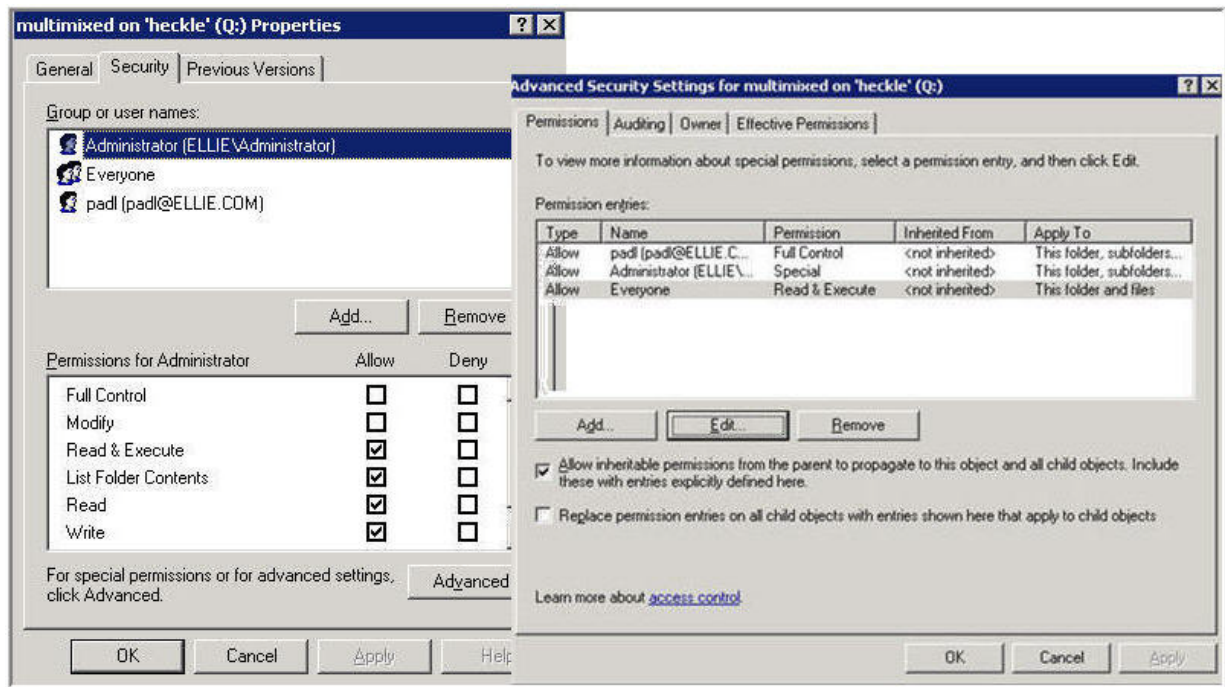 multimixed on 'heckle' (Q:) Properties
General Security Previous Versions
Group or user names:
Administrator (ELLIE\Administrator)
Everyone
padl (padl@ELLIE.COM)
Add... Remove
Permissions for Administrator Allow Deny
Full Control
Modify
Read & Execute
List Folder Contents
Read
Write
For special permissions or for advanced settings,
click Advanced.
Advanced
OK Cancel Apply Help
Advanced Security Settings for multimixed on 'heckle' (Q:)
Permissions Auditing Owner Effective Permissions
To view more information about special permissions, select a permission entry, and then click Edit.
Permission entries:
Type Name Permission Inherited From Apply To
Allow padl (padl@ELLIE.C... Full Control <not inherited> This folder, subfolders...
Allow Administrator (ELLIE\... Special <not inherited> This folder, subfolders...
Allow Everyone Read & Execute <not inherited> This folder and files
Add... Edit... Remove
Allow inheritable permissions from the parent to propagate to this object and all child objects. Include
these with entries explicitly defined here.
Replace permission entries on all child objects with entries shown here that apply to child objects
Learn more about access control.
OK Cancel Apply